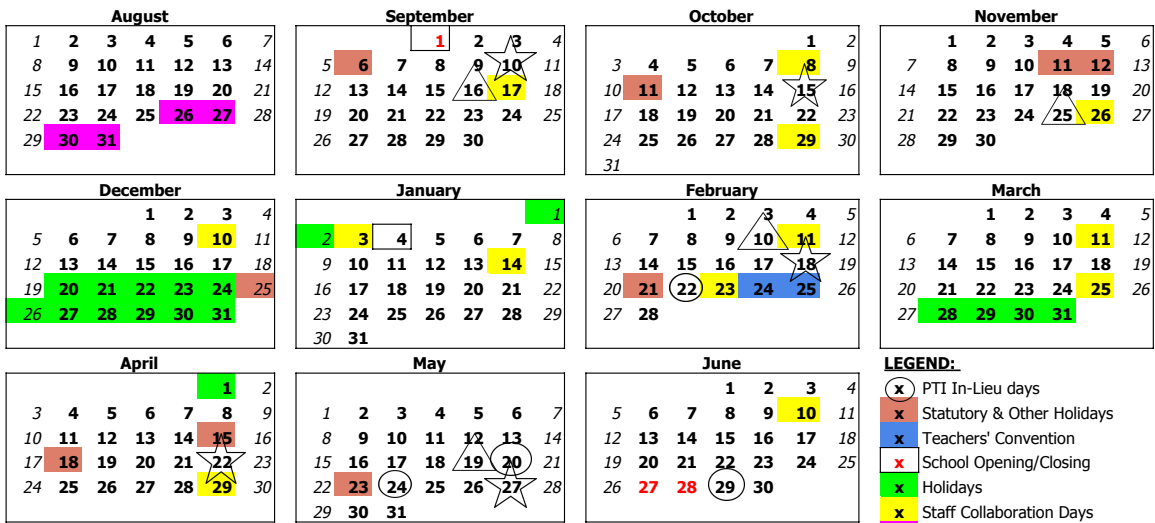 August September October November
1 2 3 4 5 6 7 1 2 3 4 1 2 1 2 3 4 5 6
8 9 10 11 12 13 14 5 6 7 8 9 10 11 3 4 5 6 7 8 9 7 8 9 10 11 12 13
15 16 17 18 19 20 21 12 13 14 15 16 17 18 10 11 12 13 14 15 16 14 15 16 17 18 19 20
22 23 24 25 26 27 28 19 20 21 22 23 24 25 17 18 19 20 21 22 23 21 22 23 24 25 26 27
29 30 31 26 27 28 29 30 24 25 26 27 28 29 30 28 29 30
31
December January February March
1 2 3 4 1 1 2 3 4 5 1 2 3 4 5
5 6 7 8 9 10 11 2 3 4 5 6 7 8 6 7 8 9 10 11 12 6 7 8 9 10 11 12
12 13 14 15 16 17 18 9 10 11 12 13 14 15 13 14 15 16 17 18 19 13 14 15 16 17 18 19
19 20 21 22 23 24 25 16 17 18 19 20 21 22 20 21 22 23 24 25 26 20 21 22 23 24 25 26
26 27 28 29 30 31 23 24 25 26 27 28 29 27 28 27 28 29 30 31
30 31
April May June LEGEND:
1 2 1 2 3 4 x PTI In-Lieu days
3 4 5 6 7 8 9 1 2 3 4 5 6 7 5 6 7 8 9 10 11 x Statutory & Other Holidays
10 11 12 13 14 15 16 8 9 10 11 12 13 14 12 13 14 15 16 17 18 x Teachers' Convention
17 18 19 20 21 22 23 15 16 17 18 19 20 21 19 20 21 22 23 24 25 x School Opening/Closing
24 25 26 27 28 29 30 22 23 24 25 26 27 28 26 27 28 29 30 x Holidays
29 30 31 x Staff Collaboration Days